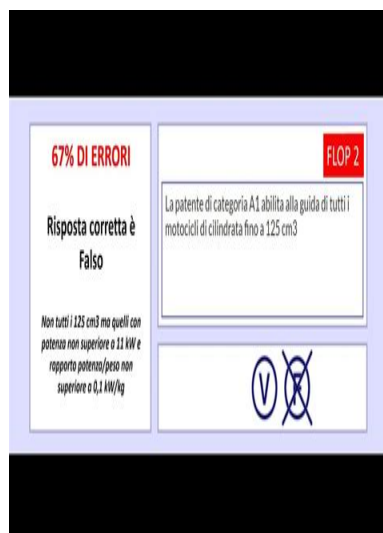 67% DI ERRORI
Risposta corretta è
Falso
Non tutti i 125 cm3 ma quelli con
potenza non superiore a 11 kW e
rapporto potenza/peso non
superiore a 0,1 kW/kg
FLOP 2
La patente di categoria A1 abilita alla guida di tutti i
motocicli di cilindrata fino a 125 cm3
V F